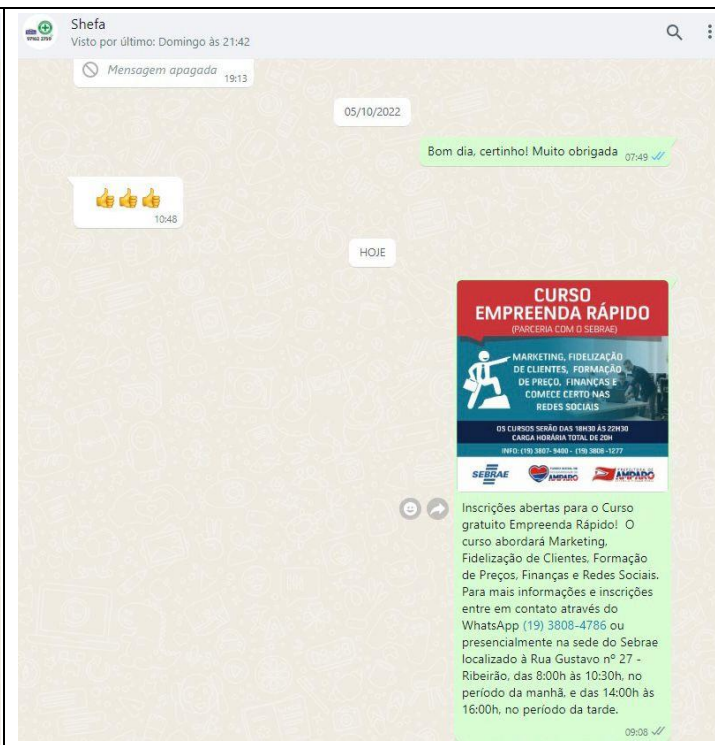 Shefa
Visto por último: Domingo às 21:42
Mensagem apagada 19:13
05/10/2022
Bom dia, certinho! Muito obrigada 07:49
10:48
HOJE
CURSO
EMPREENDA RÁPIDO
(PARCERIA COM O SEBRAE)
MARKETING, FIDELIZAÇÃO
DE CLIENTES, FORMAÇÃO
DE PREÇO, FINANÇAS E
COMECE CERTO NAS
REDES SOCIAIS
OS CURSOS SERÃO DAS 18H30 ÀS 22H30
CARGA HORÁRIA TOTAL DE 20H
INFO: (19) 3807- 9400 - (19) 3808 -1277
SEBRAE
AMPARO
AMPARO
Inscrições abertas para o Curso
gratuito Empreenda Rápido! O
curso abordará Marketing,
Fidelização de Clientes, Formação
de Preços, Finanças e Redes Sociais.
Para mais informações e inscrições
entre em contato através do
WhatsApp (19) 3808-4786 ou
presencialmente na sede do Sebrae
localizado à Rua Gustavo nº 27 -
Ribeirão, das 8:00h às 10:30h, no
período da manhã, e das 14:00h às
16:00h, no período da tarde.
09:08